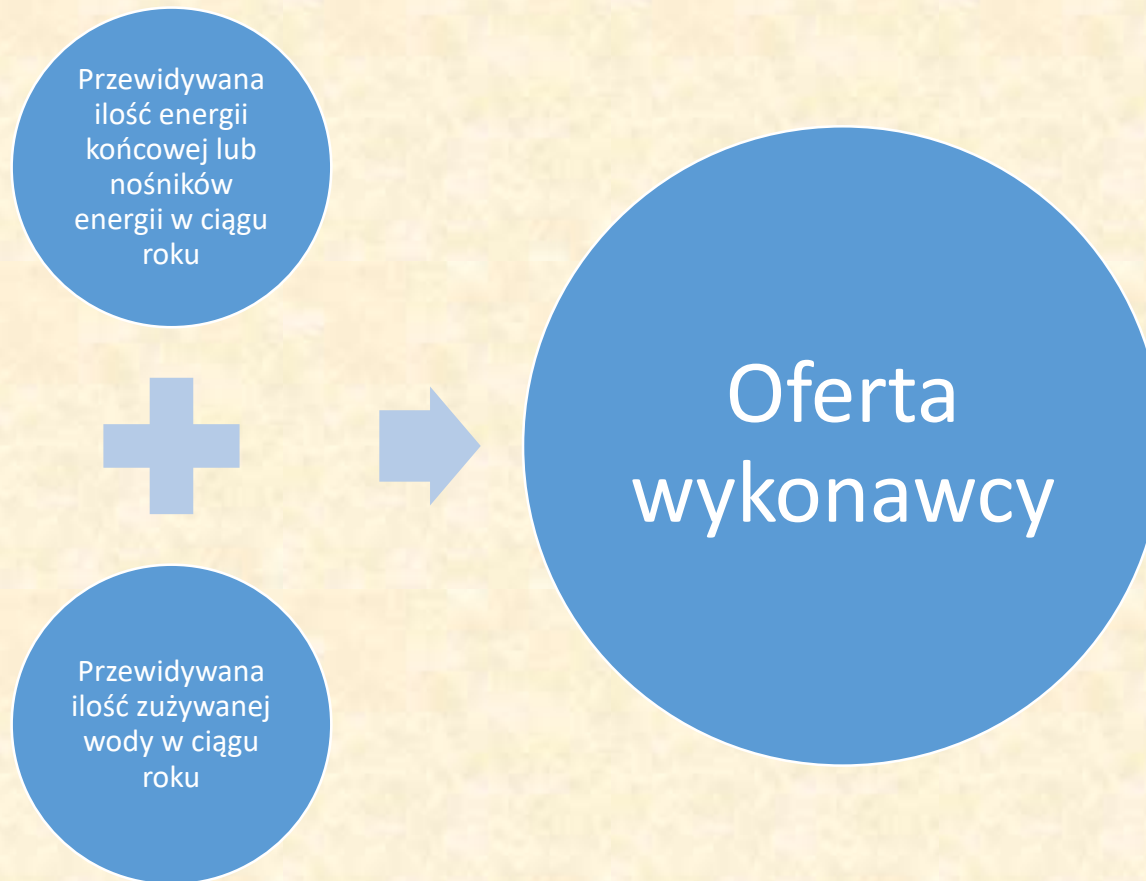 Przewidywana
ilość energii
końcowej lub
nośników
energii w ciągu
roku
Przewidywana
ilość zużywanej
wody w ciągu
roku
Oferta
wykonawcy